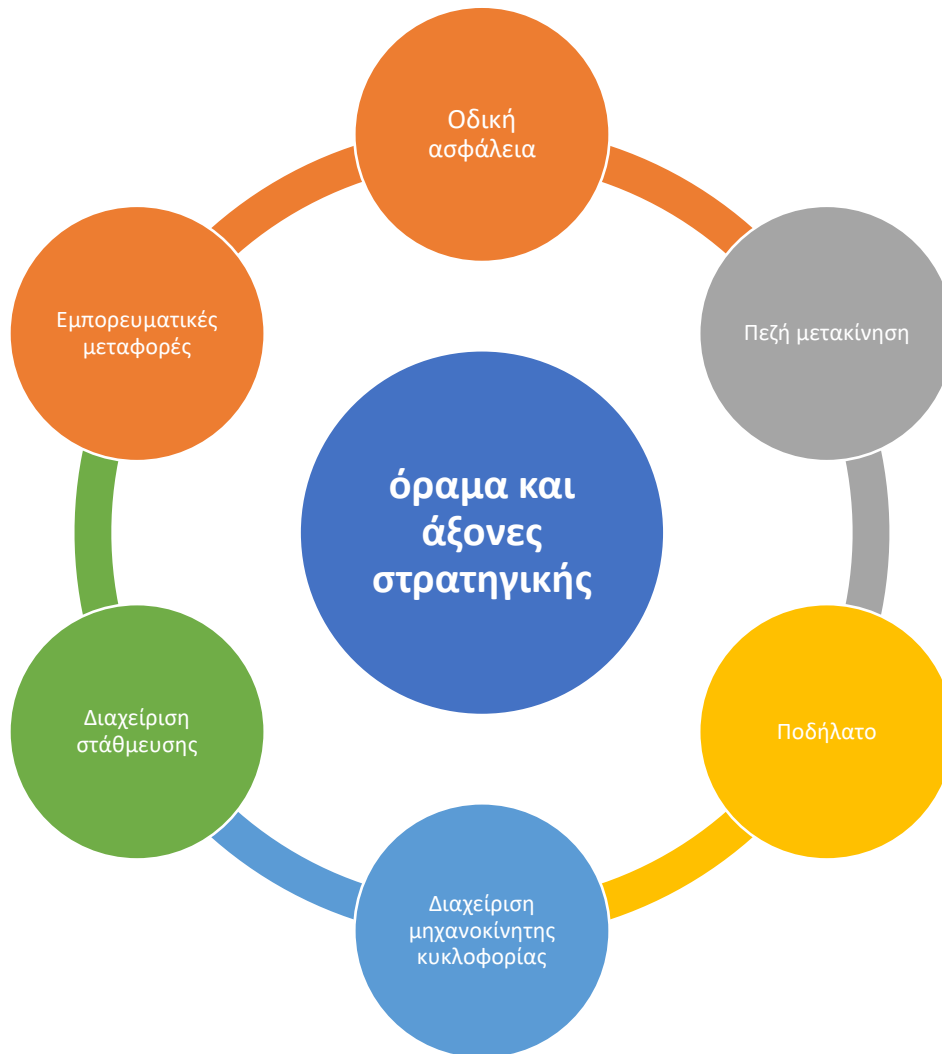 Οδική
ασφάλεια
Εμπορευματικές
μεταφορές
Πεζή μετακίνηση
όραμα και
άξονες
στρατηγικής
Διαχείριση
στάθμευσης
Ποδήλατο
Διαχείριση
μηχανοκίνητης
κυκλοφορίας